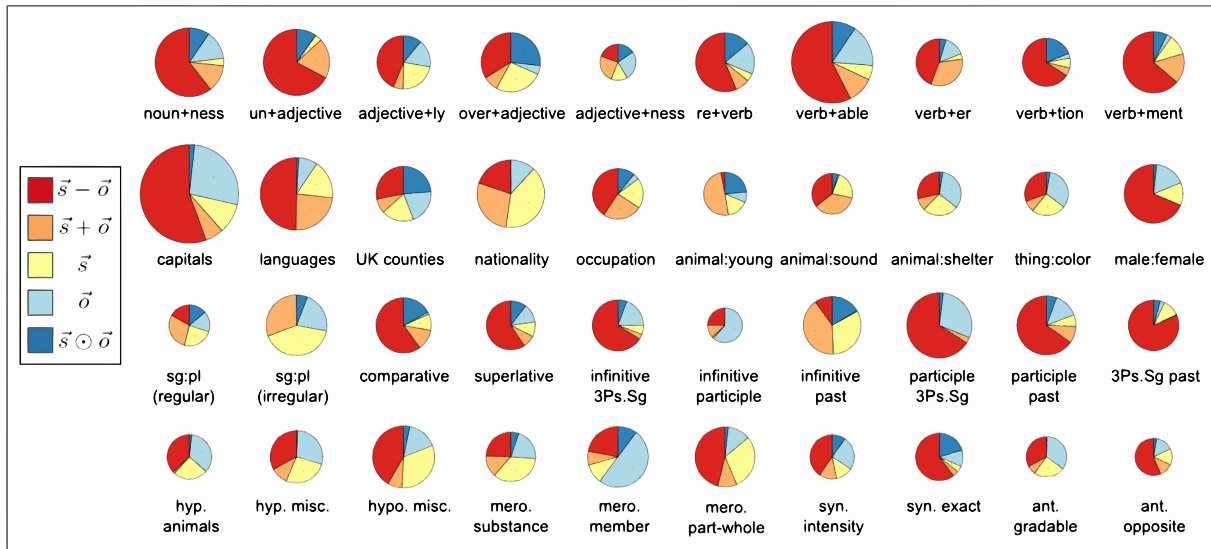 noun+ness un+adjective adjective+ly over+adjective adjective+ness re+verb verb+able verb+er verb+tion verb+ment
s⃗ − o⃗
s⃗ + o⃗
s⃗
o⃗
s⃗ ⊙ o⃗
capitals languages UK counties nationality occupation animal:young animal:sound animal:shelter thing:color male:female
sg:pl sg:pl comparative superlative infinitive infinitive infinitive participle participle 3Ps.Sg past
(regular) (irregular) 3Ps.Sg participle past 3Ps.Sg past
hyp. hyp. misc. hypo. misc. mero. mero. mero. syn. syn. exact ant. ant.
animals substance member part-whole intensity gradable opposite